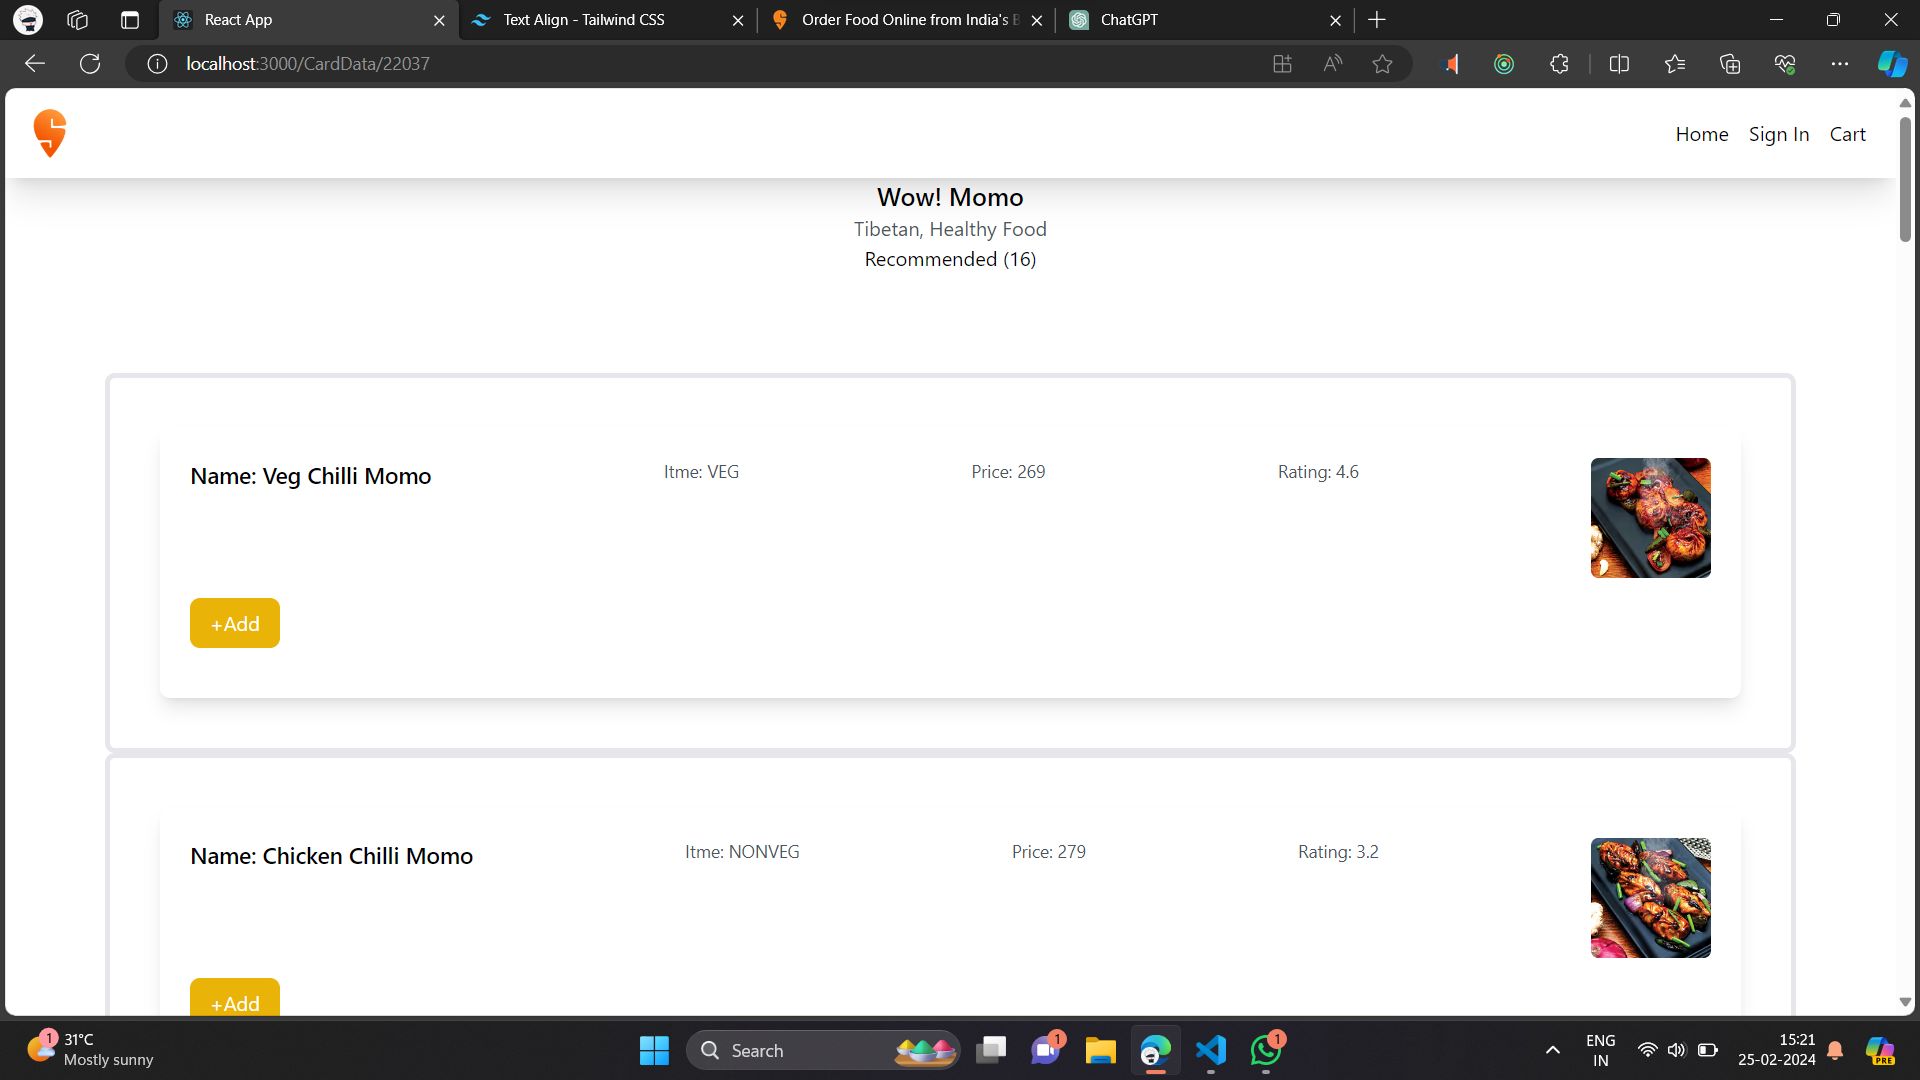 React App
Text Align - Tailwind CSS
Order Food Online from India's B
ChatGPT
localhost:3000/CardData/22037
Home Sign In Cart
Wow! Momo
Tibetan, Healthy Food
Recommended (16)
Name: Veg Chilli Momo Itme: VEG Price: 269 Rating: 4.6
+Add
Name: Chicken Chilli Momo Itme: NONVEG Price: 279 Rating: 3.2
+Add
1
31°C
Mostly sunny
Search
1
1
ENG
IN
15:21
25-02-2024
PRE